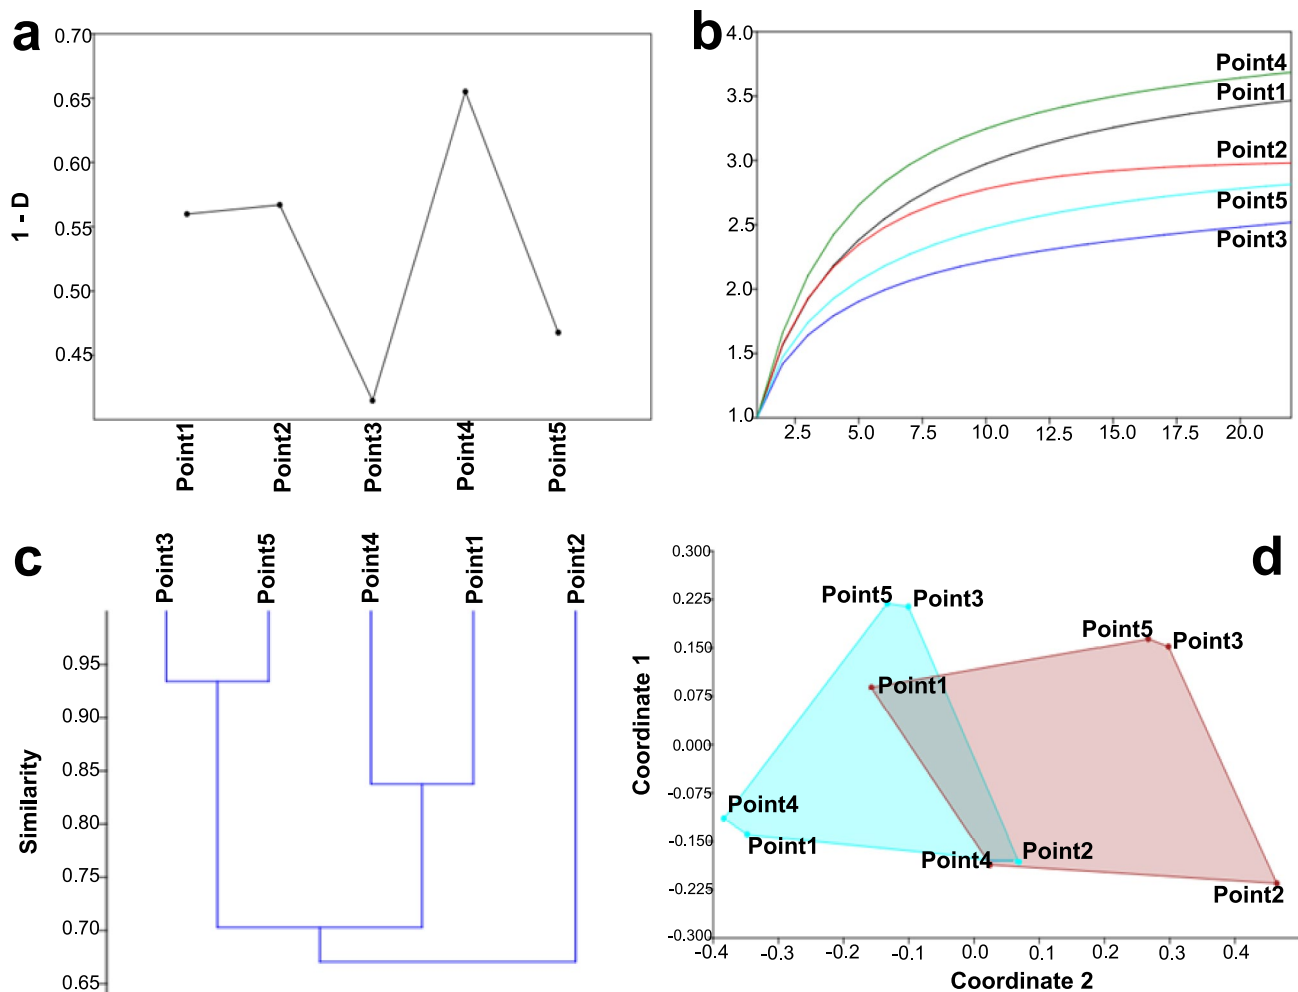 a
0.70
0.65
0.60
0.55
0.50
0.45
1 - D
Point1
Point2
Point3
Point4
Point5
b
4.0
3.5
3.0
2.5
2.0
1.5
1.0
Point4
Point1
Point2
Point5
Point3
2.5 5.0 7.5 10.0 12.5 15.0 17.5 20.0
c
Point3
Point5
Point4
Point1
Point2
0.95
0.90
0.85
0.80
0.75
0.70
0.65
Similarity
d
0.300
0.225
0.150
0.075
0.000
-0.075
-0.150
-0.225
-0.300
Coordinate 1
Point5 Point3
Point5 Point3
Point1
Point4
Point1
Point4 Point2
Point2
-0.4 -0.3 -0.2 -0.1 0.0 0.1 0.2 0.3 0.4
Coordinate 2